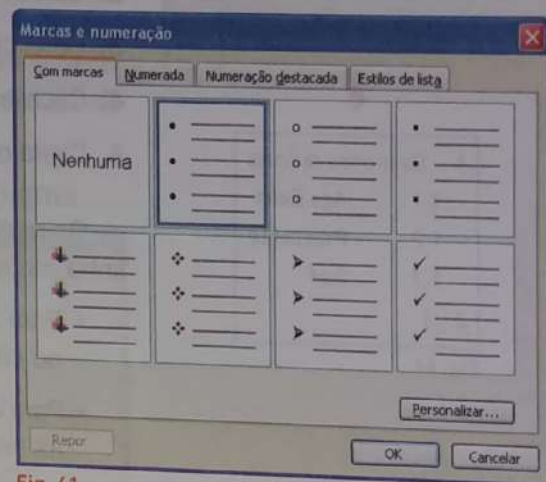 Marcas e numeração
Com marcas Numerada Numeração destacada Estilos de lista
Nenhuma
Personalizar...
Repor OK Cancelar